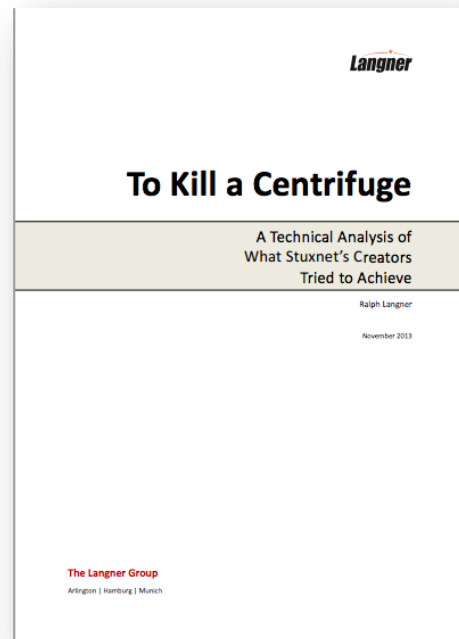 Langner
To Kill a Centrifuge
A Technical Analysis of
What Stuxnet's Creators
Tried to Achieve
Ralph Langner
November 2013
The Langner Group
Arlington | Hamburg | Munich